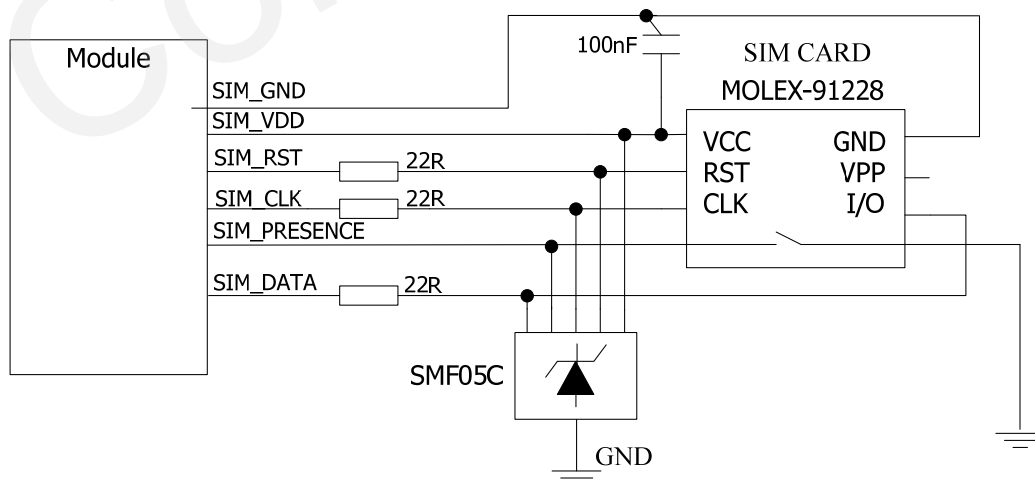 Co
Module
100nF
SIM CARD
MOLEX-91228
SIM_GND
SIM_VDD
SIM_RST
22R
SIM_CLK
22R
SIM_PRESENCE
SIM_DATA
22R
VCC
GND
RST
VPP
CLK
I/O
SMF05C
GND